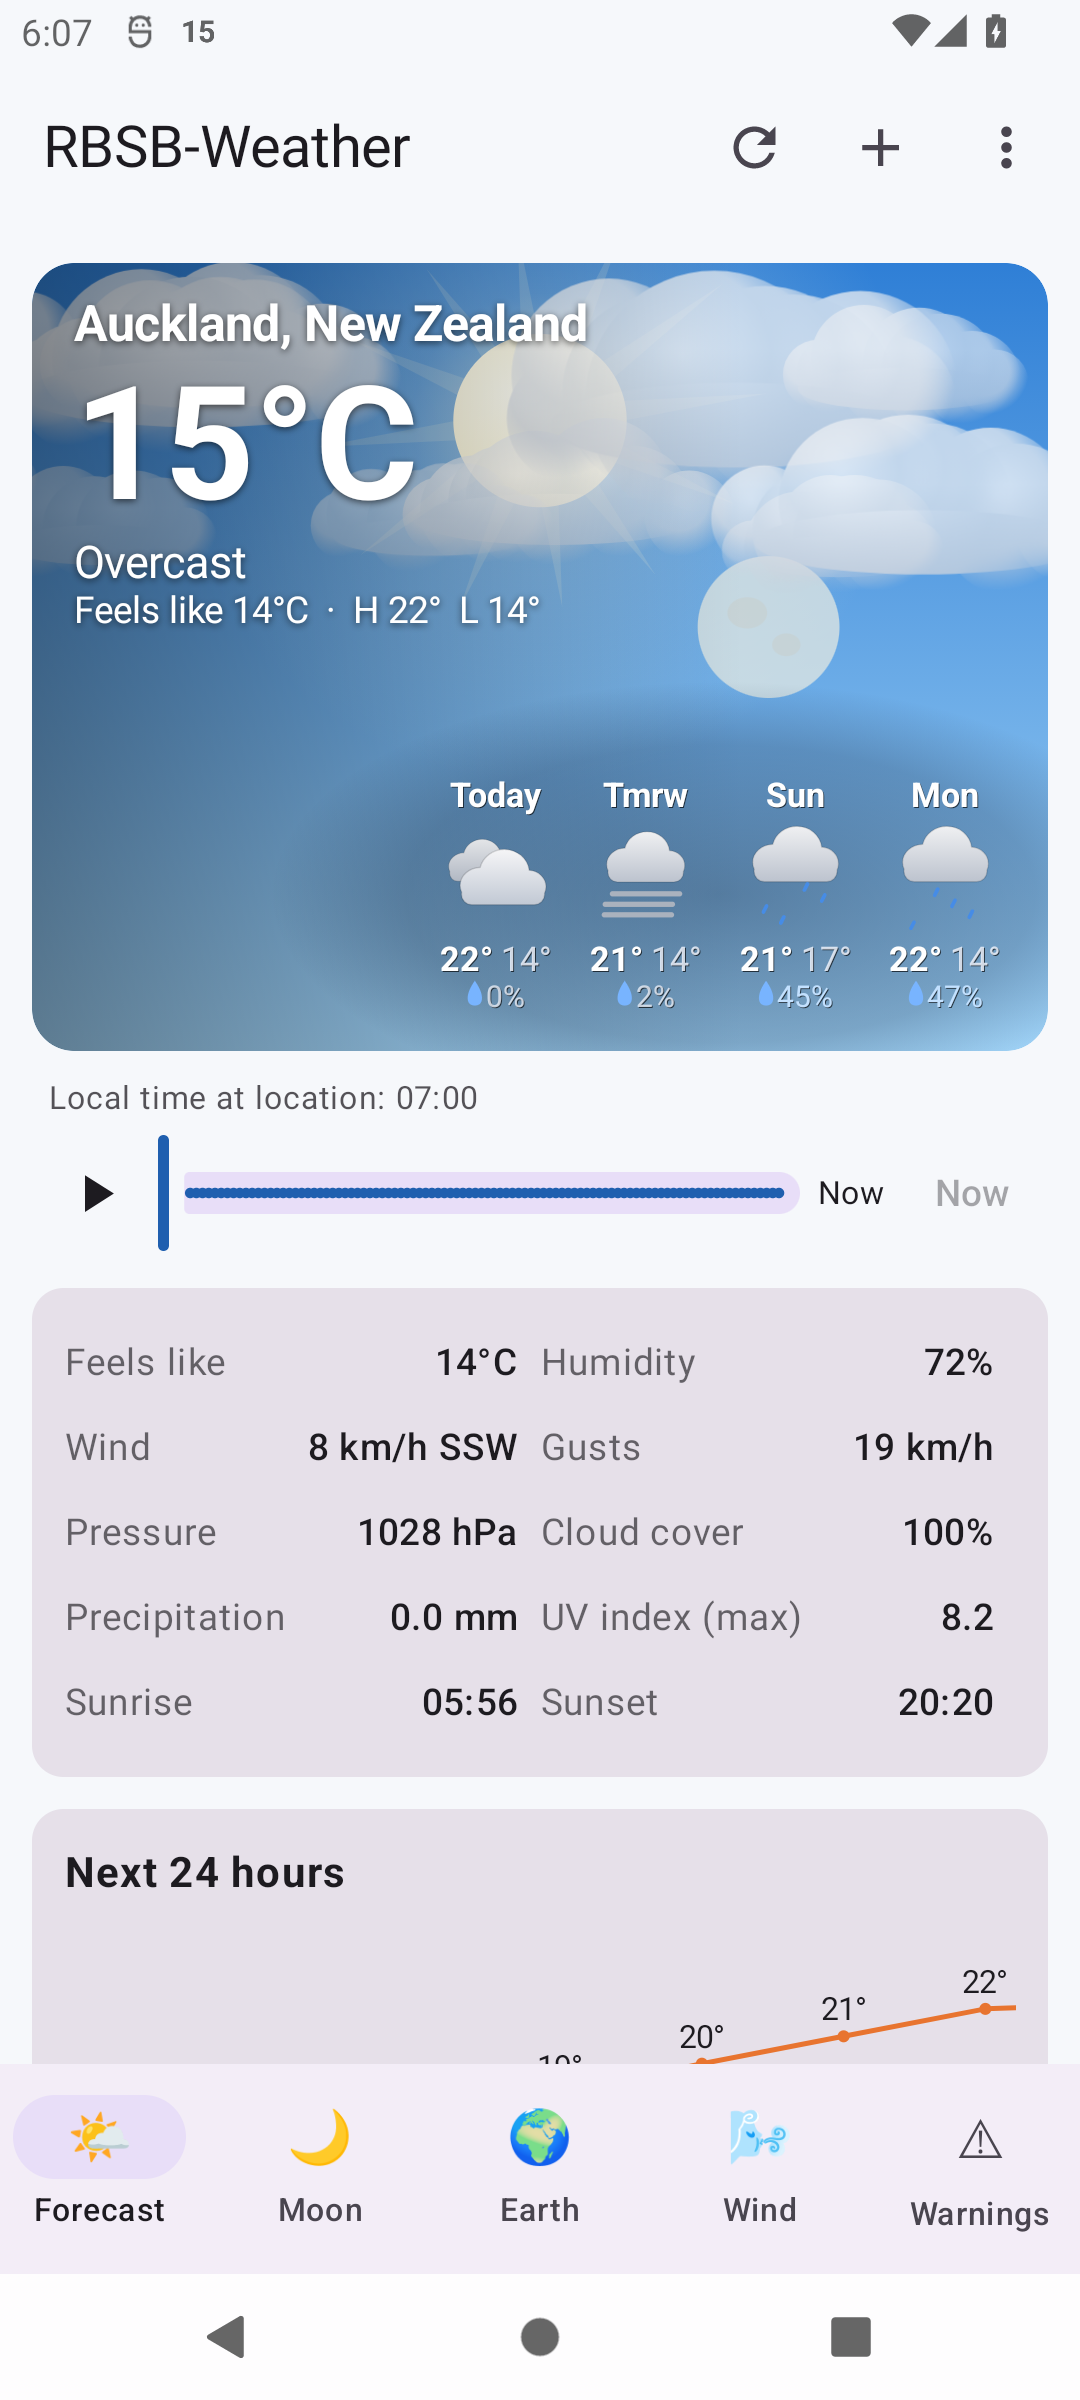 6:07 15
RBSB-Weather
Auckland, New Zealand
15°C
Overcast
Feels like 14°C · H 22° L 14°
Today Tmrw Sun Mon
22° 14° 21° 14° 21° 17° 22° 14°
0% 2% 45% 47%
Local time at location: 07:00
Now Now
Feels like 14°C Humidity 72%
Wind 8 km/h SSW Gusts 19 km/h
Pressure 1028 hPa Cloud cover 100%
Precipitation 0.0 mm UV index (max) 8.2
Sunrise 05:56 Sunset 20:20
Next 24 hours
22°
21°
20°
Forecast Moon Earth Wind Warnings